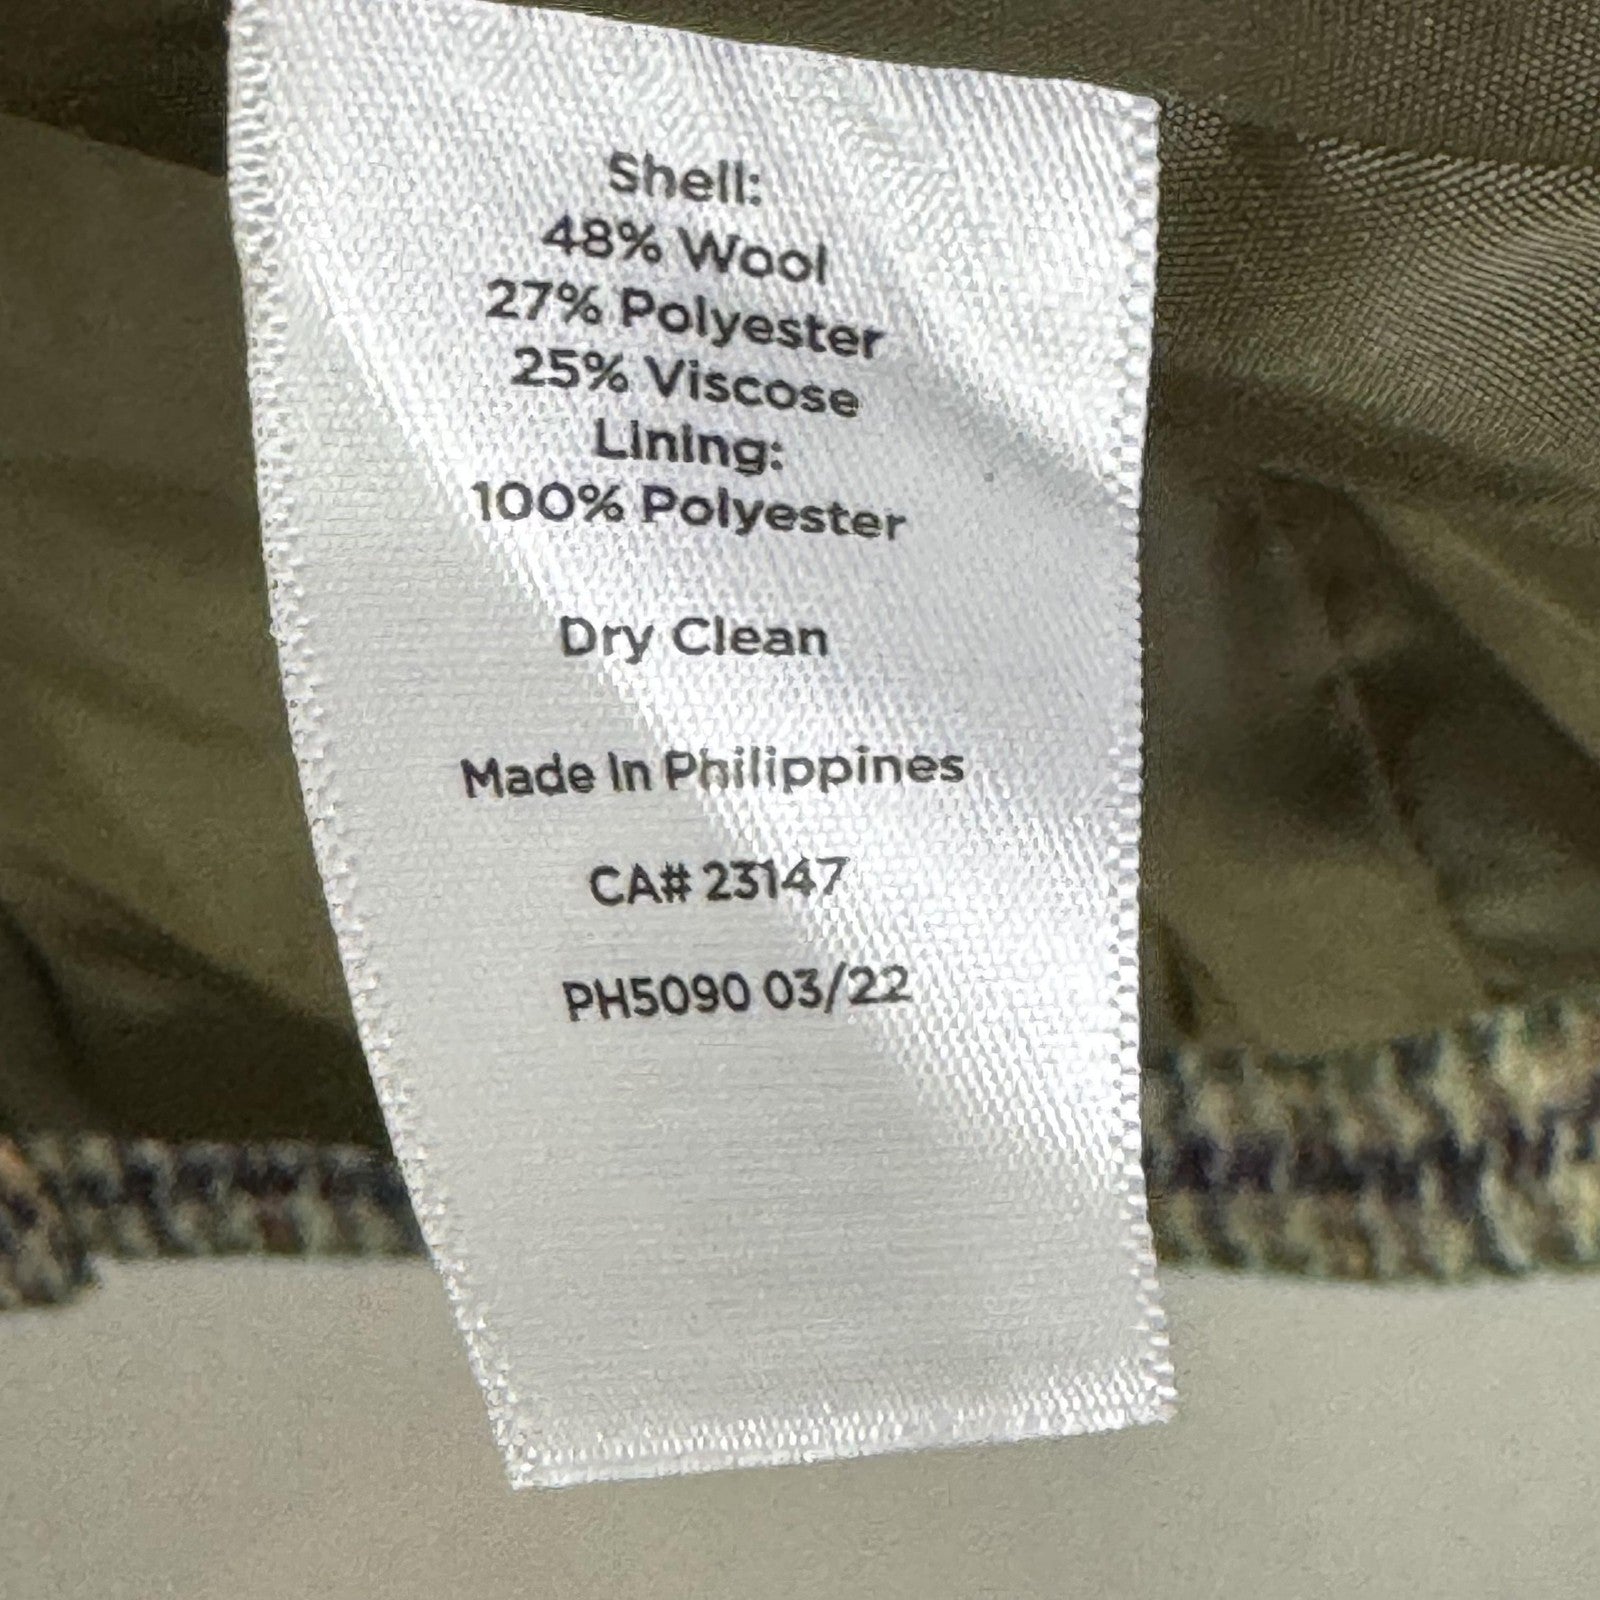 Shell:
48% Wool
27% Polyester
25% Viscose
Lining:
100% Polyester
Dry Clean
Made In Philippines
CA# 23147
PH5090 03/22